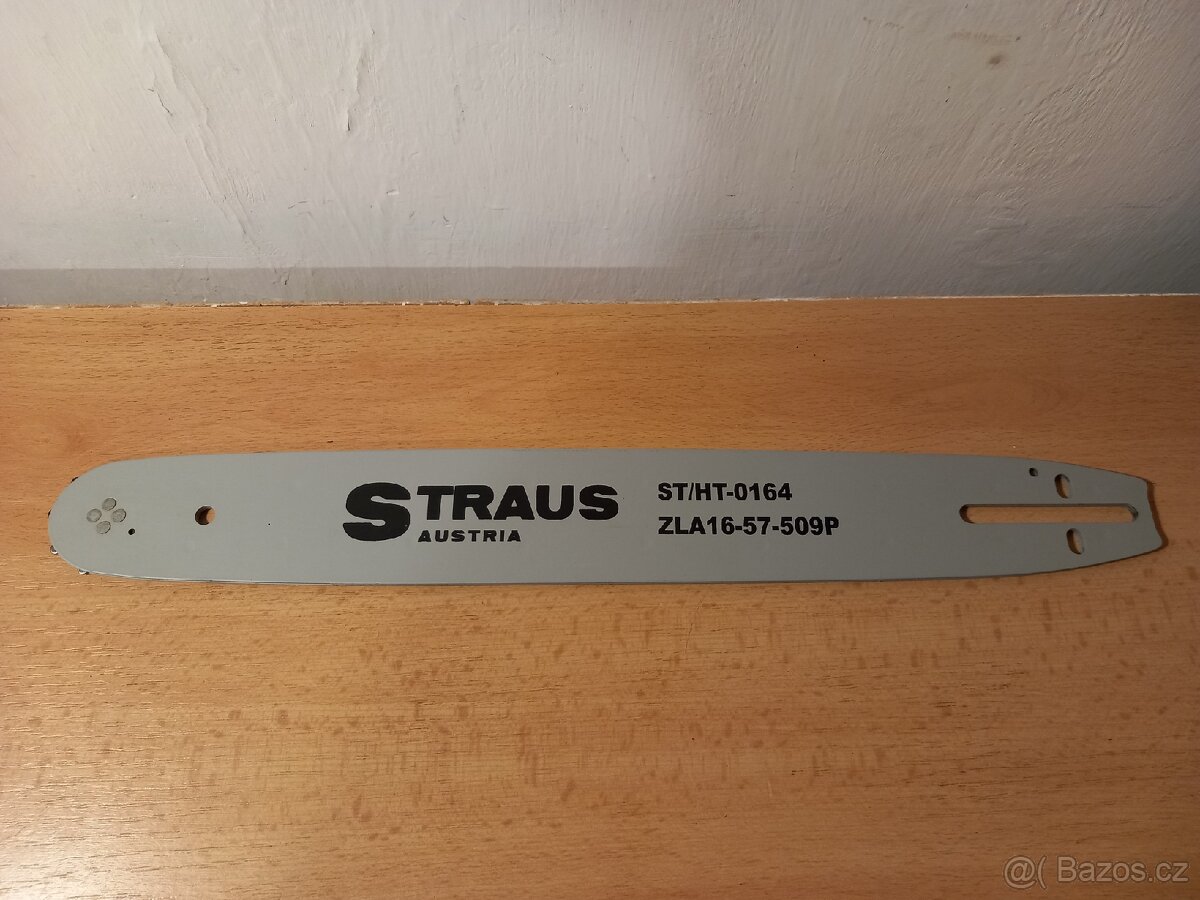 STRAUS
AUSTRIA
ST/HT-0164
ZLA16-57-509P
@( Bazos.cz